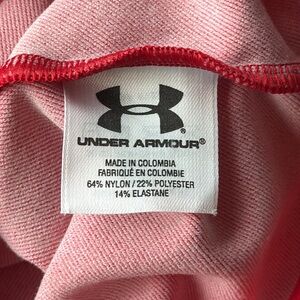 ®
UNDER ARMOUR®
MADE IN COLOMBIA
FABRIQUÉ EN COLOMBIE
64% NYLON / 22% POLYESTER
14% ELASTANE